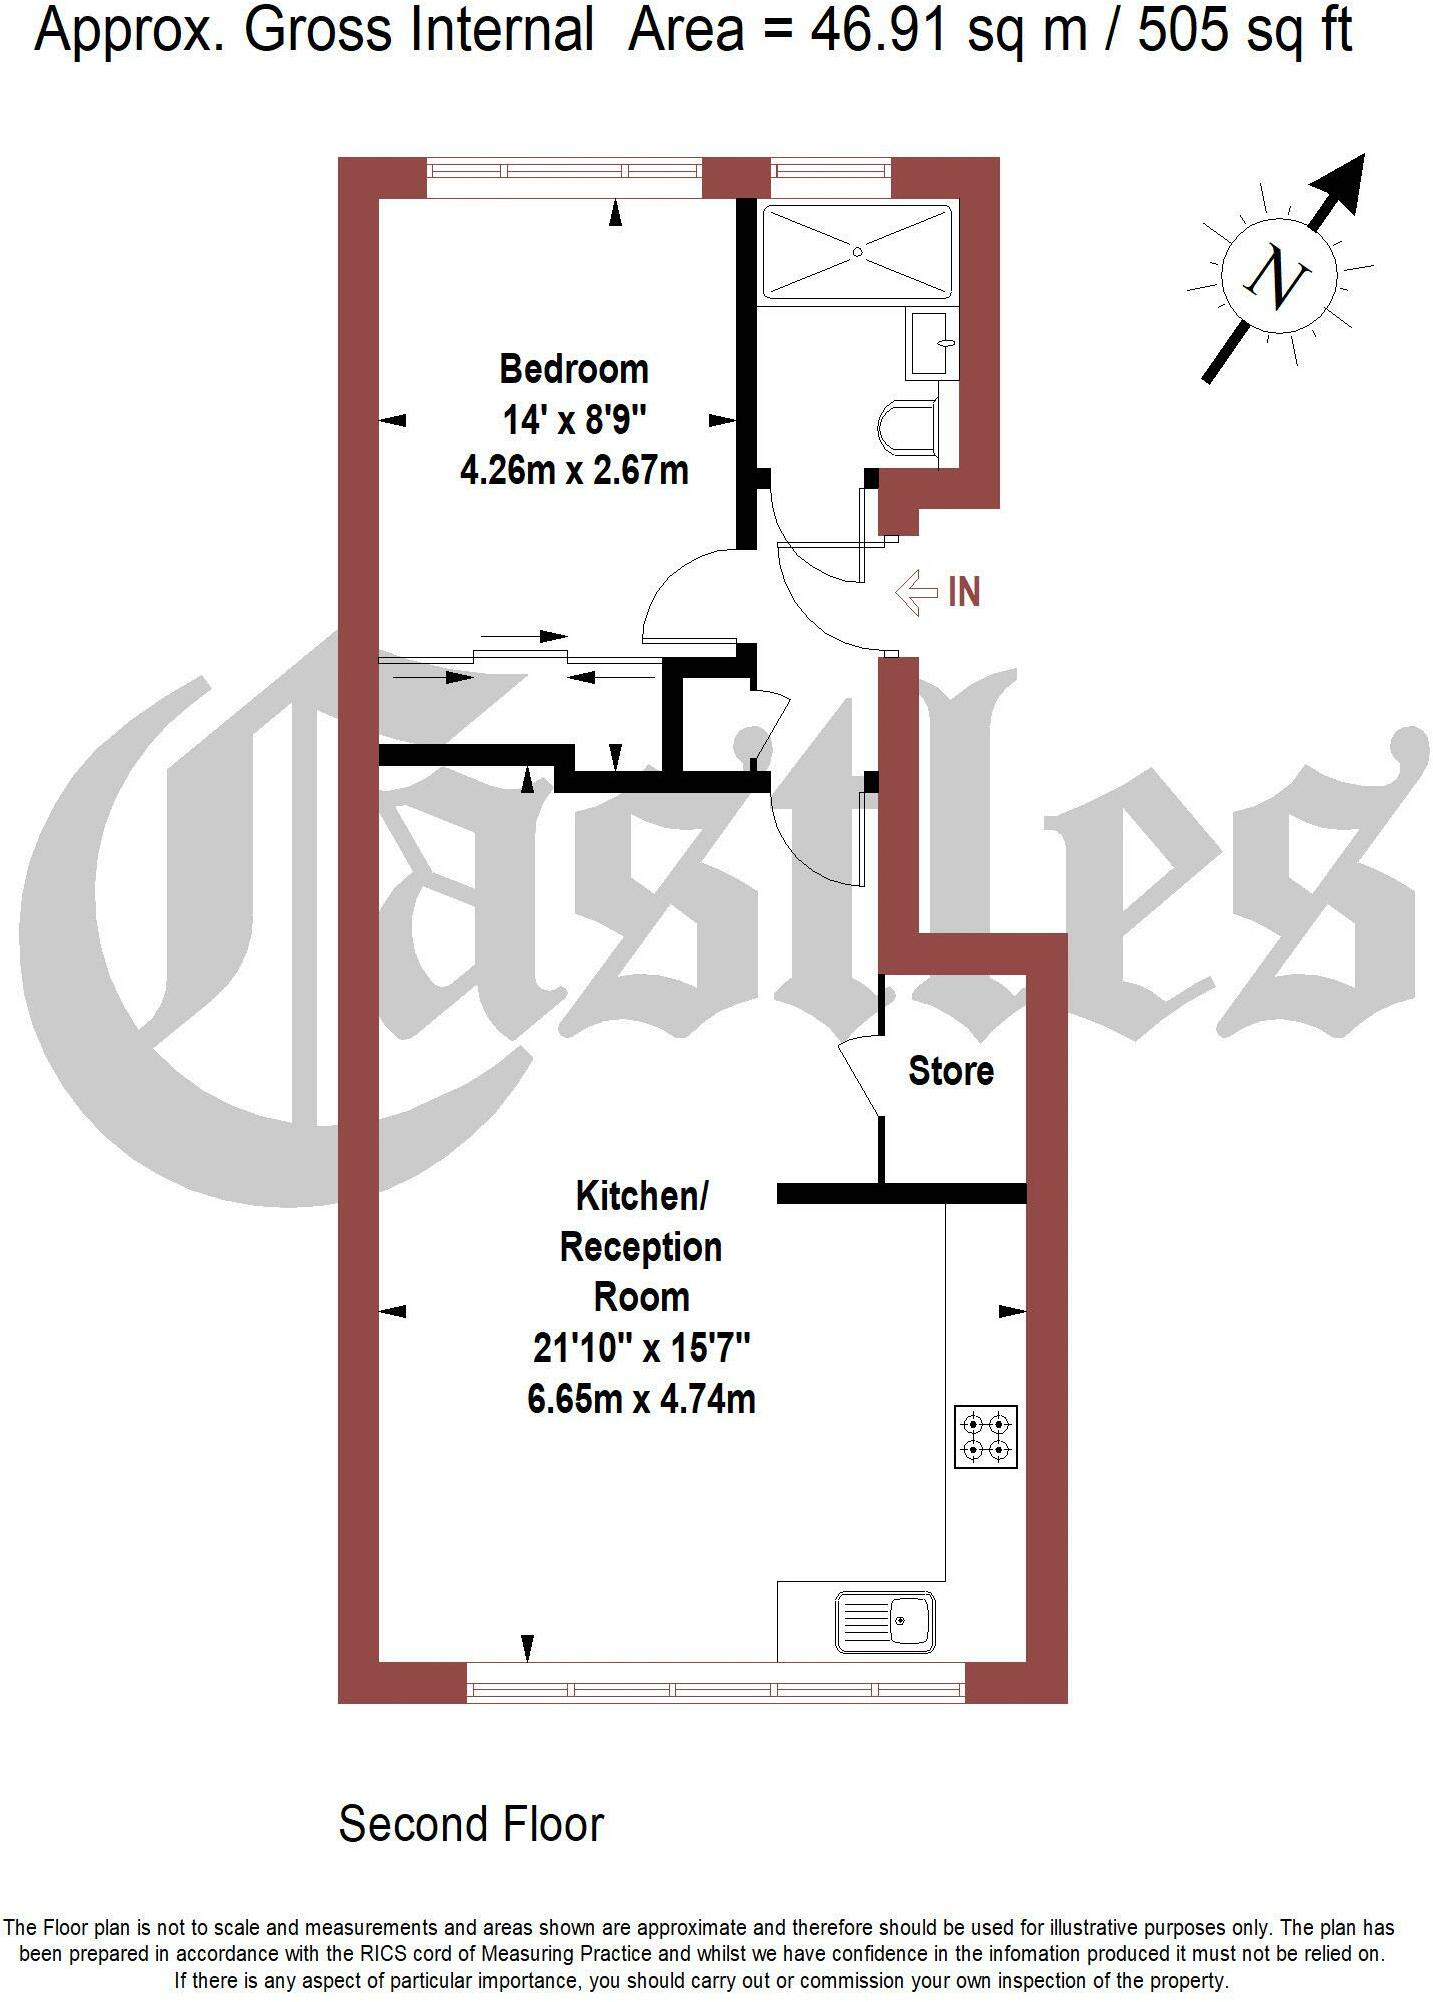 Approx. Gross Internal Area = 46.91 sq m / 505 sq ft
N
Bedroom
14' x 8'9"
4.26m x 2.67m
IN
Castles
Store
Kitchen/
Reception
Room
21'10" x 15'7"
6.65m x 4.74m
Second Floor
The Floor plan is not to scale and measurements and areas shown are approximate and therefore should be used for illustrative purposes only. The plan has
been prepared in accordance with the RICS cord of Measuring Practice and whilst we have confidence in the infomation produced it must not be relied on.
If there is any aspect of particular importance, you should carry out or commission your own inspection of the property.